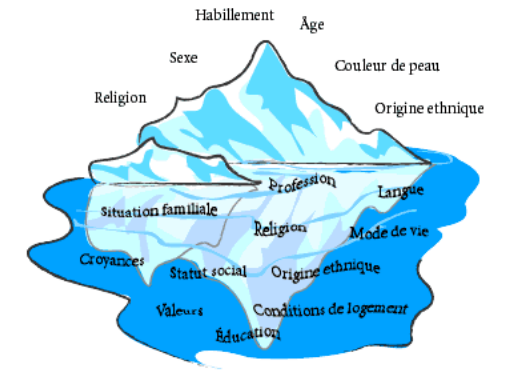 Habillement
Âge
Sexe
Couleur de peau
Religion
Origine ethnique
Profession
Langue
Situation familiale
Religion
Mode de vie
Croyances
Statut social
Origine ethnique
Valeurs
Conditions de logement
Éducation